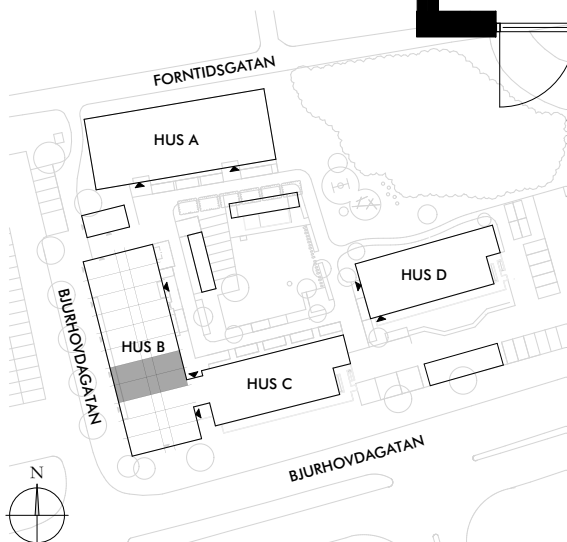 FORNTIDSGATAN
HUS A
HUS D
BJURHOVDAGATAN
HUS B
HUS C
BJURHOVDAGATAN
N